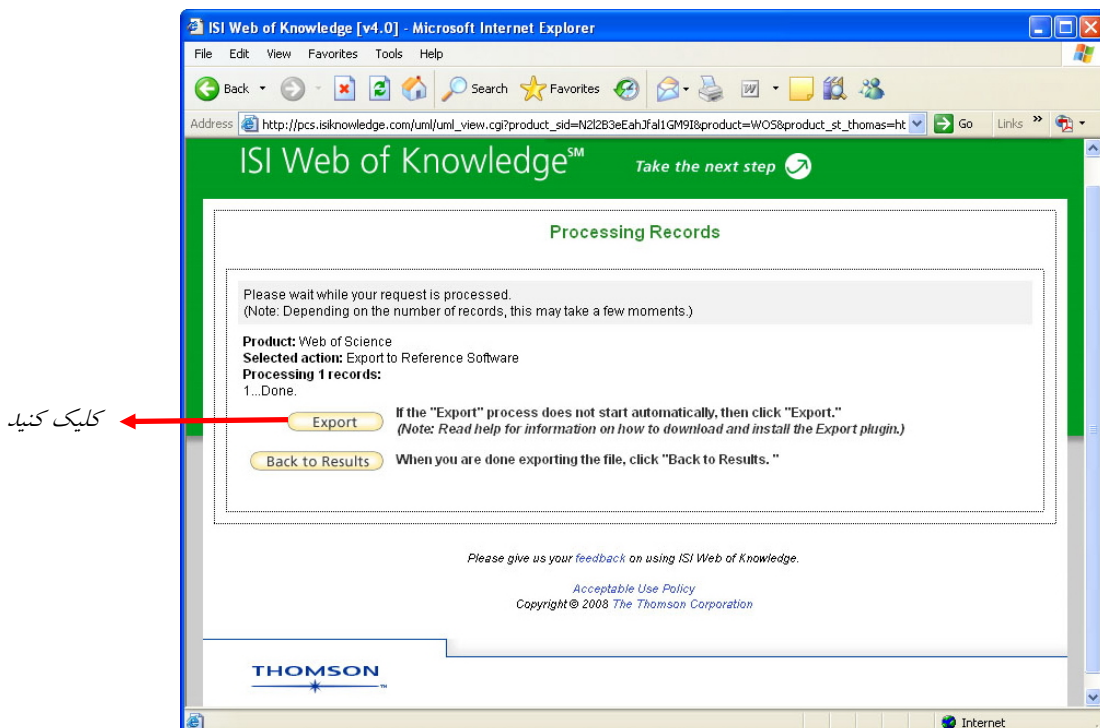 ISI Web of Knowledge [v4.0] - Microsoft Internet Explorer
File Edit View Favorites Tools Help
Back Search Favorites
Address http://pcs.isiknowledge.com/uml/uml_view.cgi?product_sid=N2l2B3eEahJfal1GM9I&product=WOS&product_st_thomas=ht Go Links »
ISI Web of Knowledge℠ Take the next step
Processing Records
Please wait while your request is processed.
(Note: Depending on the number of records, this may take a few moments.)
Product: Web of Science
Selected action: Export to Reference Software
Processing 1 records:
1...Done.
کلیک کنید
Export If the "Export" process does not start automatically, then click "Export."
(Note: Read help for information on how to download and install the Export plugin.)
Back to Results When you are done exporting the file, click "Back to Results. "
Please give us your feedback on using ISI Web of Knowledge.
Acceptable Use Policy
Copyright © 2008 The Thomson Corporation
THOMSON™
Internet